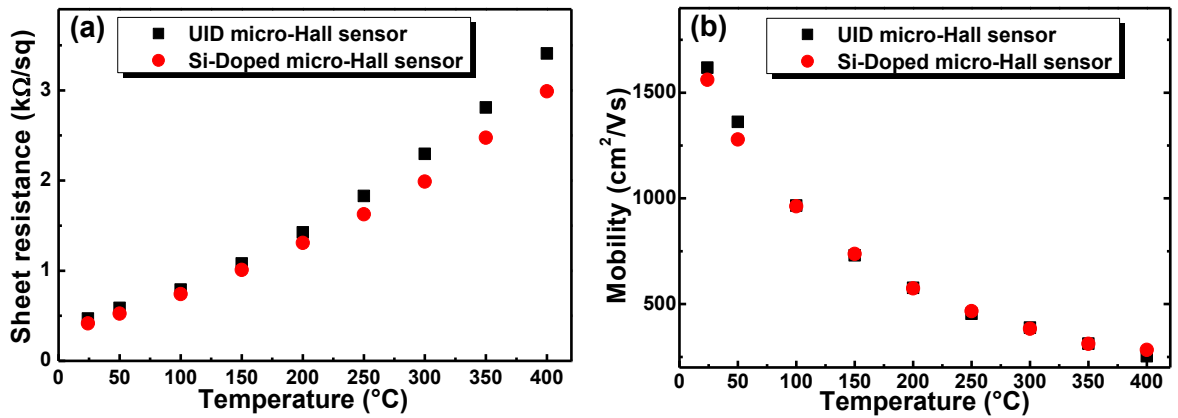 (a)
UID micro-Hall sensor
Si-Doped micro-Hall sensor
Sheet resistance (kΩ/sq)
3
2
1
0
0 50 100 150 200 250 300 350 400
Temperature (°C)
(b)
UID micro-Hall sensor
Si-Doped micro-Hall sensor
Mobility (cm²/Vs)
1500
1000
500
0 50 100 150 200 250 300 350 400
Temperature (°C)